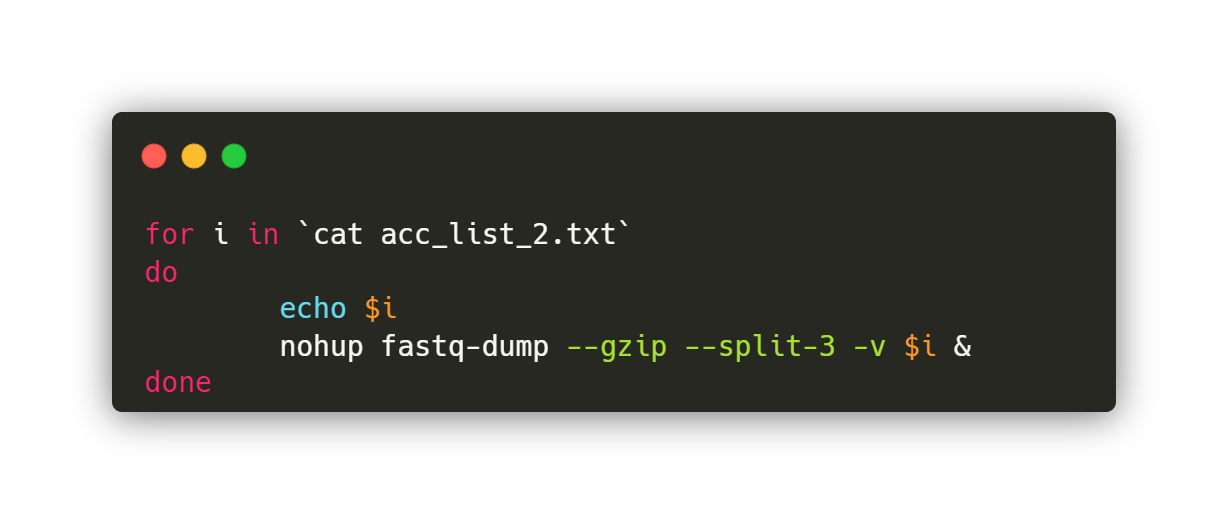 for i in `cat acc_list_2.txt`
do
        echo $i
        nohup fastq-dump --gzip --split-3 -v $i &
done